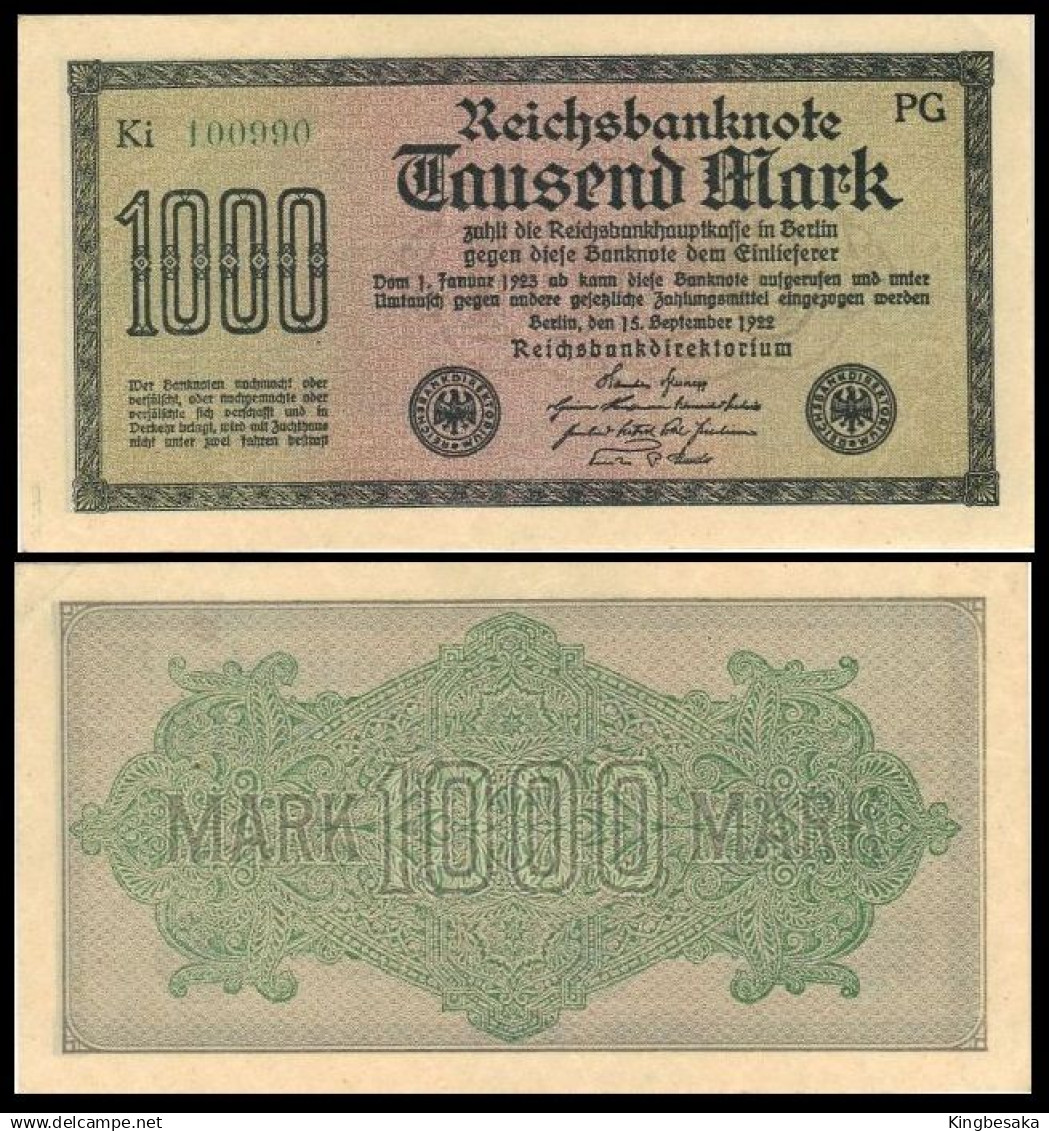 Ki 100990
PG
1000
Reichsbanknote
Tausend Mark
zahlt die Reichsbankhauptkasse in Berlin
gegen diese Banknote dem Einlieferer
Vom 1. Januar 1923 ab kann diese Banknote aufgerufen und unter
Umtausch gegen andere gesetzliche Zahlungsmittel eingezogen werden
Berlin, den 15. September 1922
Reichsbankdirektorium
Wer Banknoten nachmacht oder
verfälscht, oder nachgemachte oder
verfälschte sich verschafft und in
Verkehr bringt, wird mit Zuchthaus
nicht unter zwei Jahren bestraft
REICHSBANKDIREKTORIUM
REICHSBANKDIREKTORIUM
MARK 1000 MARK
Kingbesaka